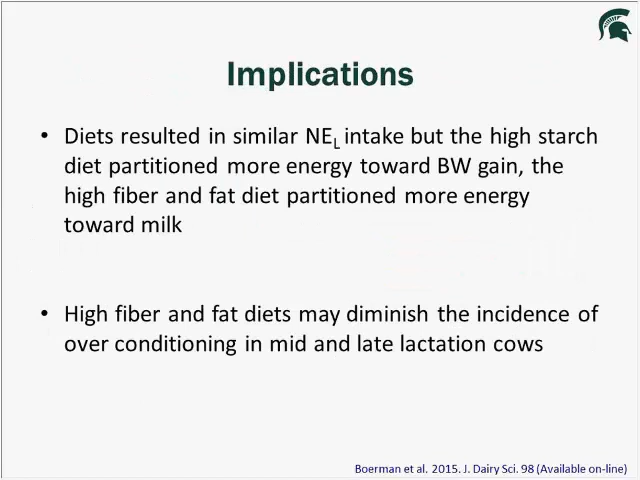 Implications
• Diets resulted in similar NEL intake but the high starch
diet partitioned more energy toward BW gain, the
high fiber and fat diet partitioned more energy
toward milk
• High fiber and fat diets may diminish the incidence of
over conditioning in mid and late lactation cows
Boerman et al. 2015. J. Dairy Sci. 98 (Available on-line)